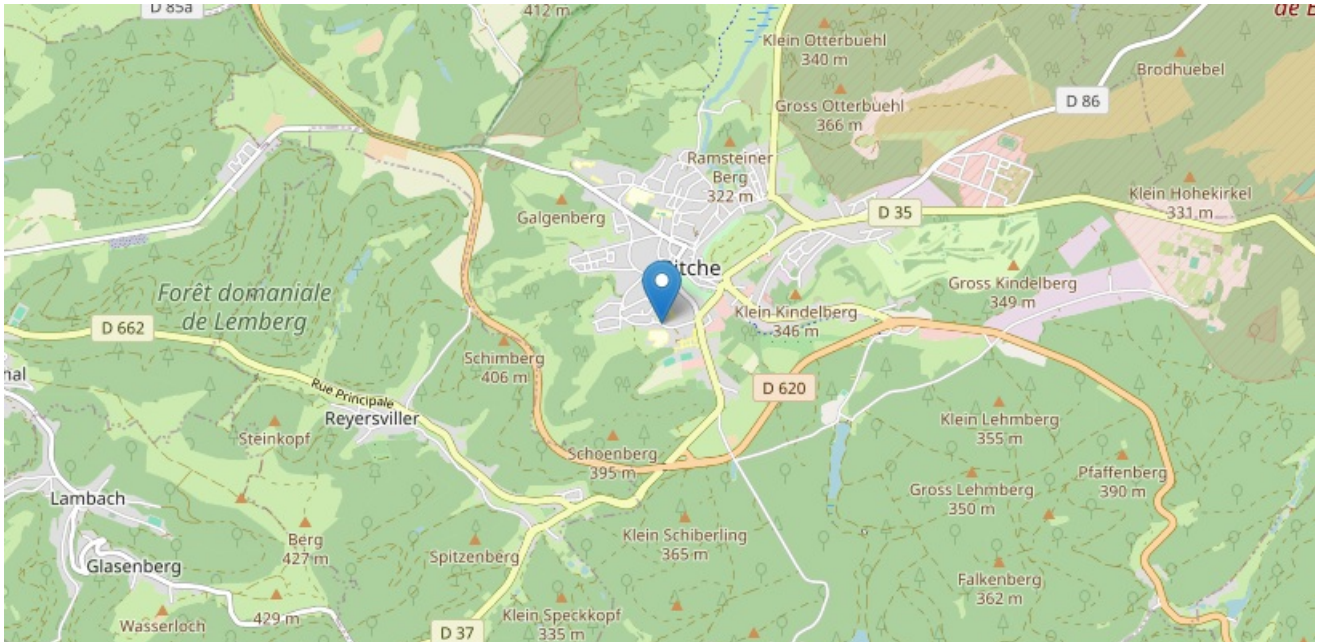 D 85a
412 m
de E
Klein Otterbuehl
340 m
Brodhuebel
D 86
Gross Otterbuehl
366 m
Ramsteiner
Berg
322 m
Klein Hohekirkel
331 m
Galgenberg
D 35
itche
Gross Kindelberg
349 m
Forêt domaniale
de Lemberg
Klein Kindelberg
346 m
D 662
Schimberg
406 m
nal
Rue Principale
D 620
Reyersviller
Klein Lehmberg
355 m
Steinkopf
Schoenberg
395 m
Pfaffenberg
390 m
Gross Lehmberg
350 m
Lambach
Berg
427 m
Klein Schiberling
365 m
Spitzenberg
Glasenberg
Falkenberg
362 m
Klein Speckkopf
335 m
429 m
Wasserloch
D 37